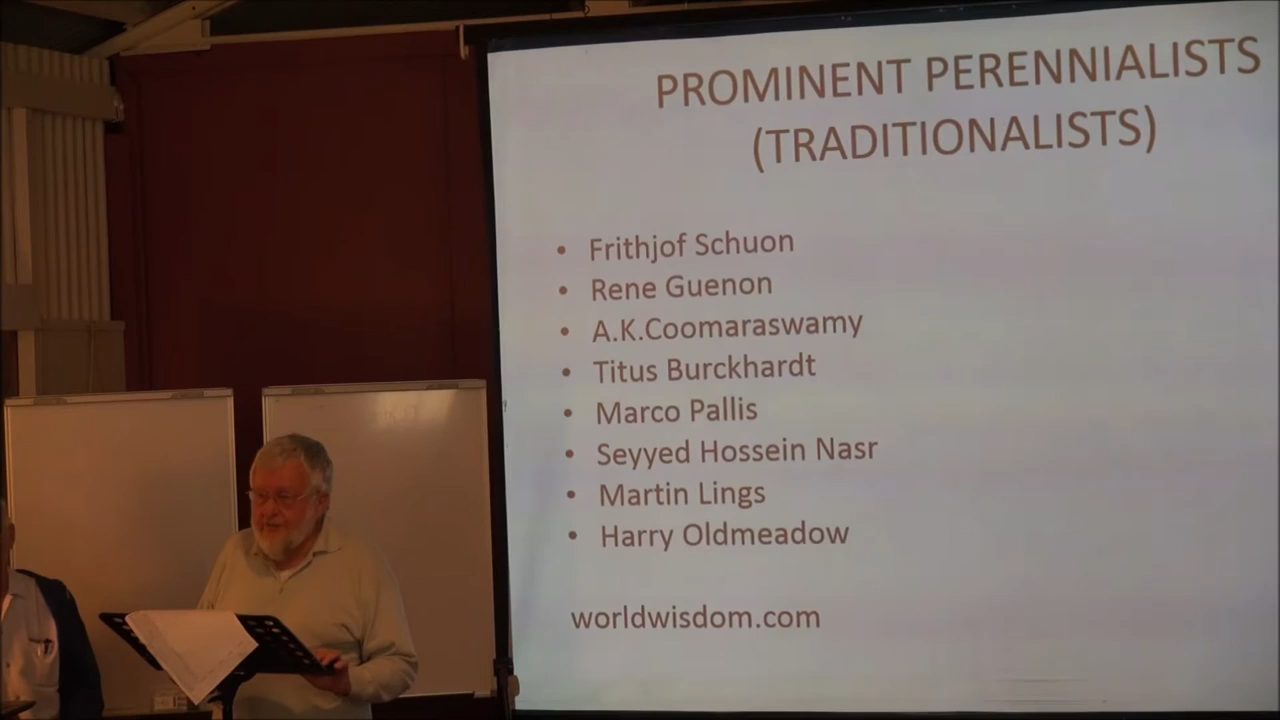 PROMINENT PERENNIALISTS
(TRADITIONALISTS)
• Frithjof Schuon
• Rene Guenon
• A.K.Coomaraswamy
• Titus Burckhardt
• Marco Pallis
• Seyyed Hossein Nasr
• Martin Lings
• Harry Oldmeadow
worldwisdom.com